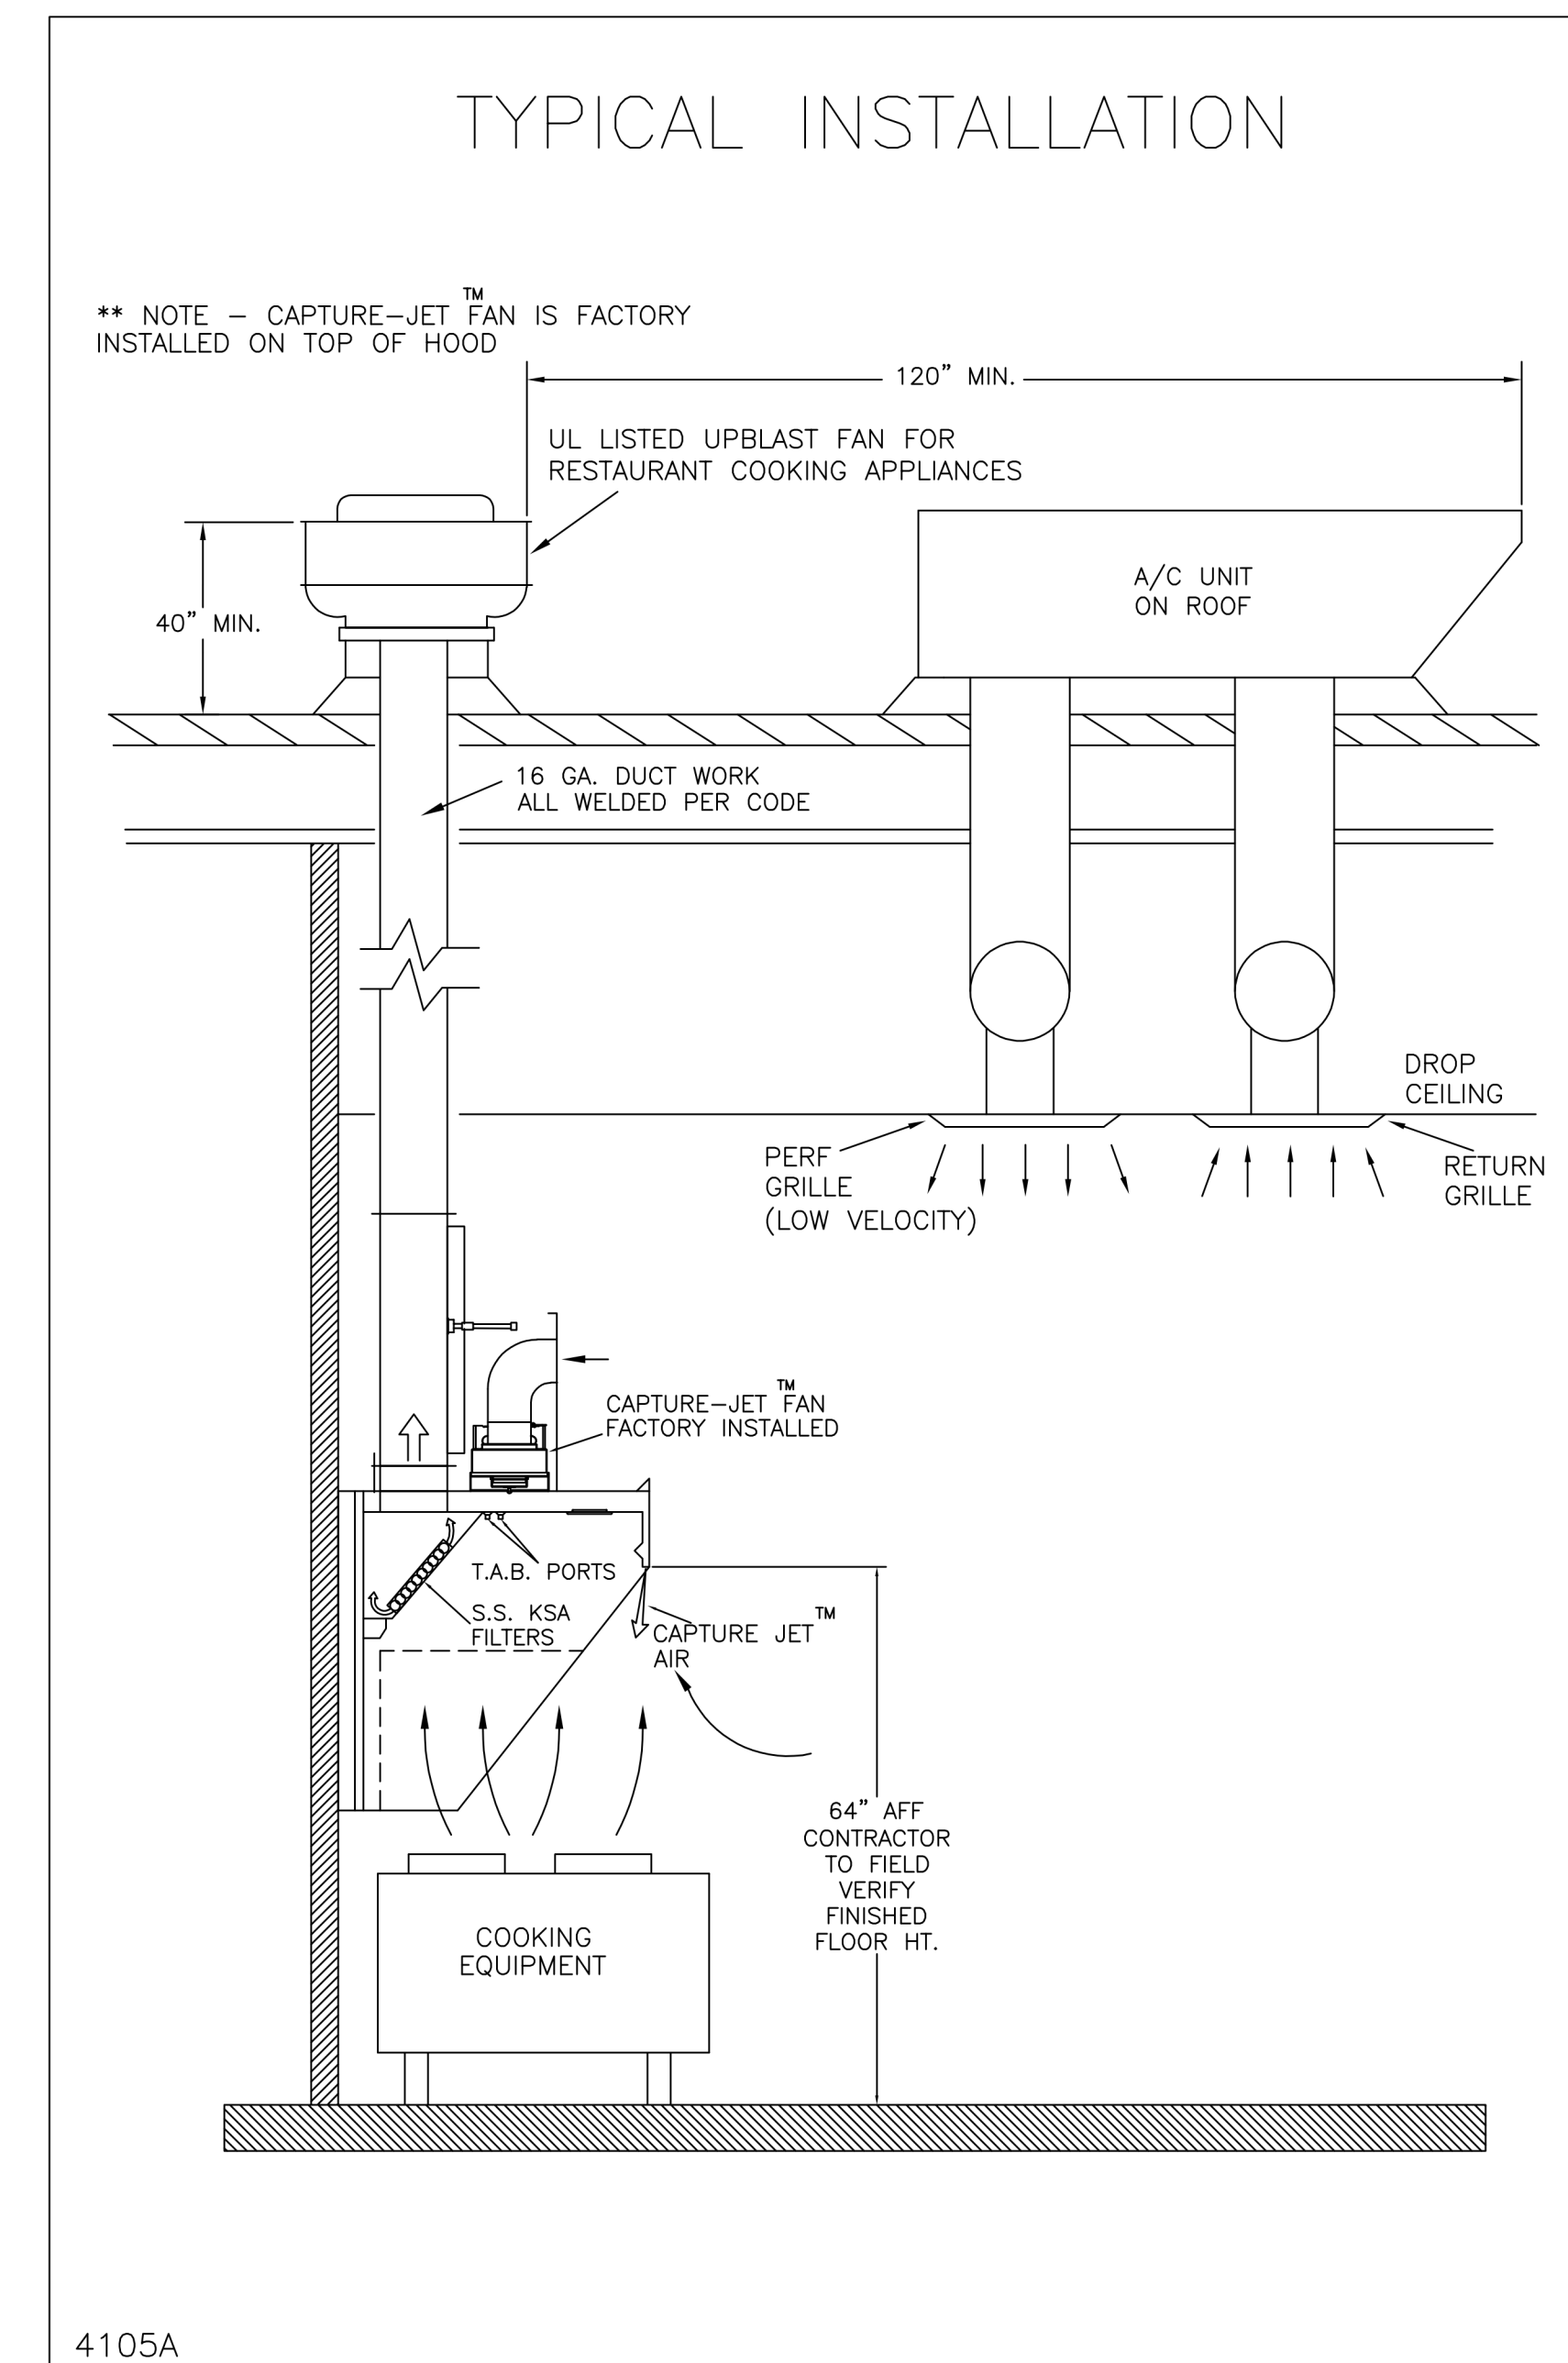 TYPICAL INSTALLATION
** NOTE – CAPTURE–JET™ FAN IS FACTORY
INSTALLED ON TOP OF HOOD
120" MIN.
UL LISTED UPBLAST FAN FOR
RESTAURANT COOKING APPLIANCES
A/C UNIT
ON ROOF
40" MIN.
16 GA. DUCT WORK
ALL WELDED PER CODE
DROP
CEILING
PERF
GRILLE
(LOW VELOCITY)
RETURN
GRILLE
CAPTURE–JET™ FAN
FACTORY INSTALLED
T.A.B. PORTS
S.S. KSA
FILTERS
CAPTURE JET™
AIR
64" AFF
CONTRACTOR
TO FIELD
VERIFY
FINISHED
FLOOR HT.
COOKING
EQUIPMENT
4105A